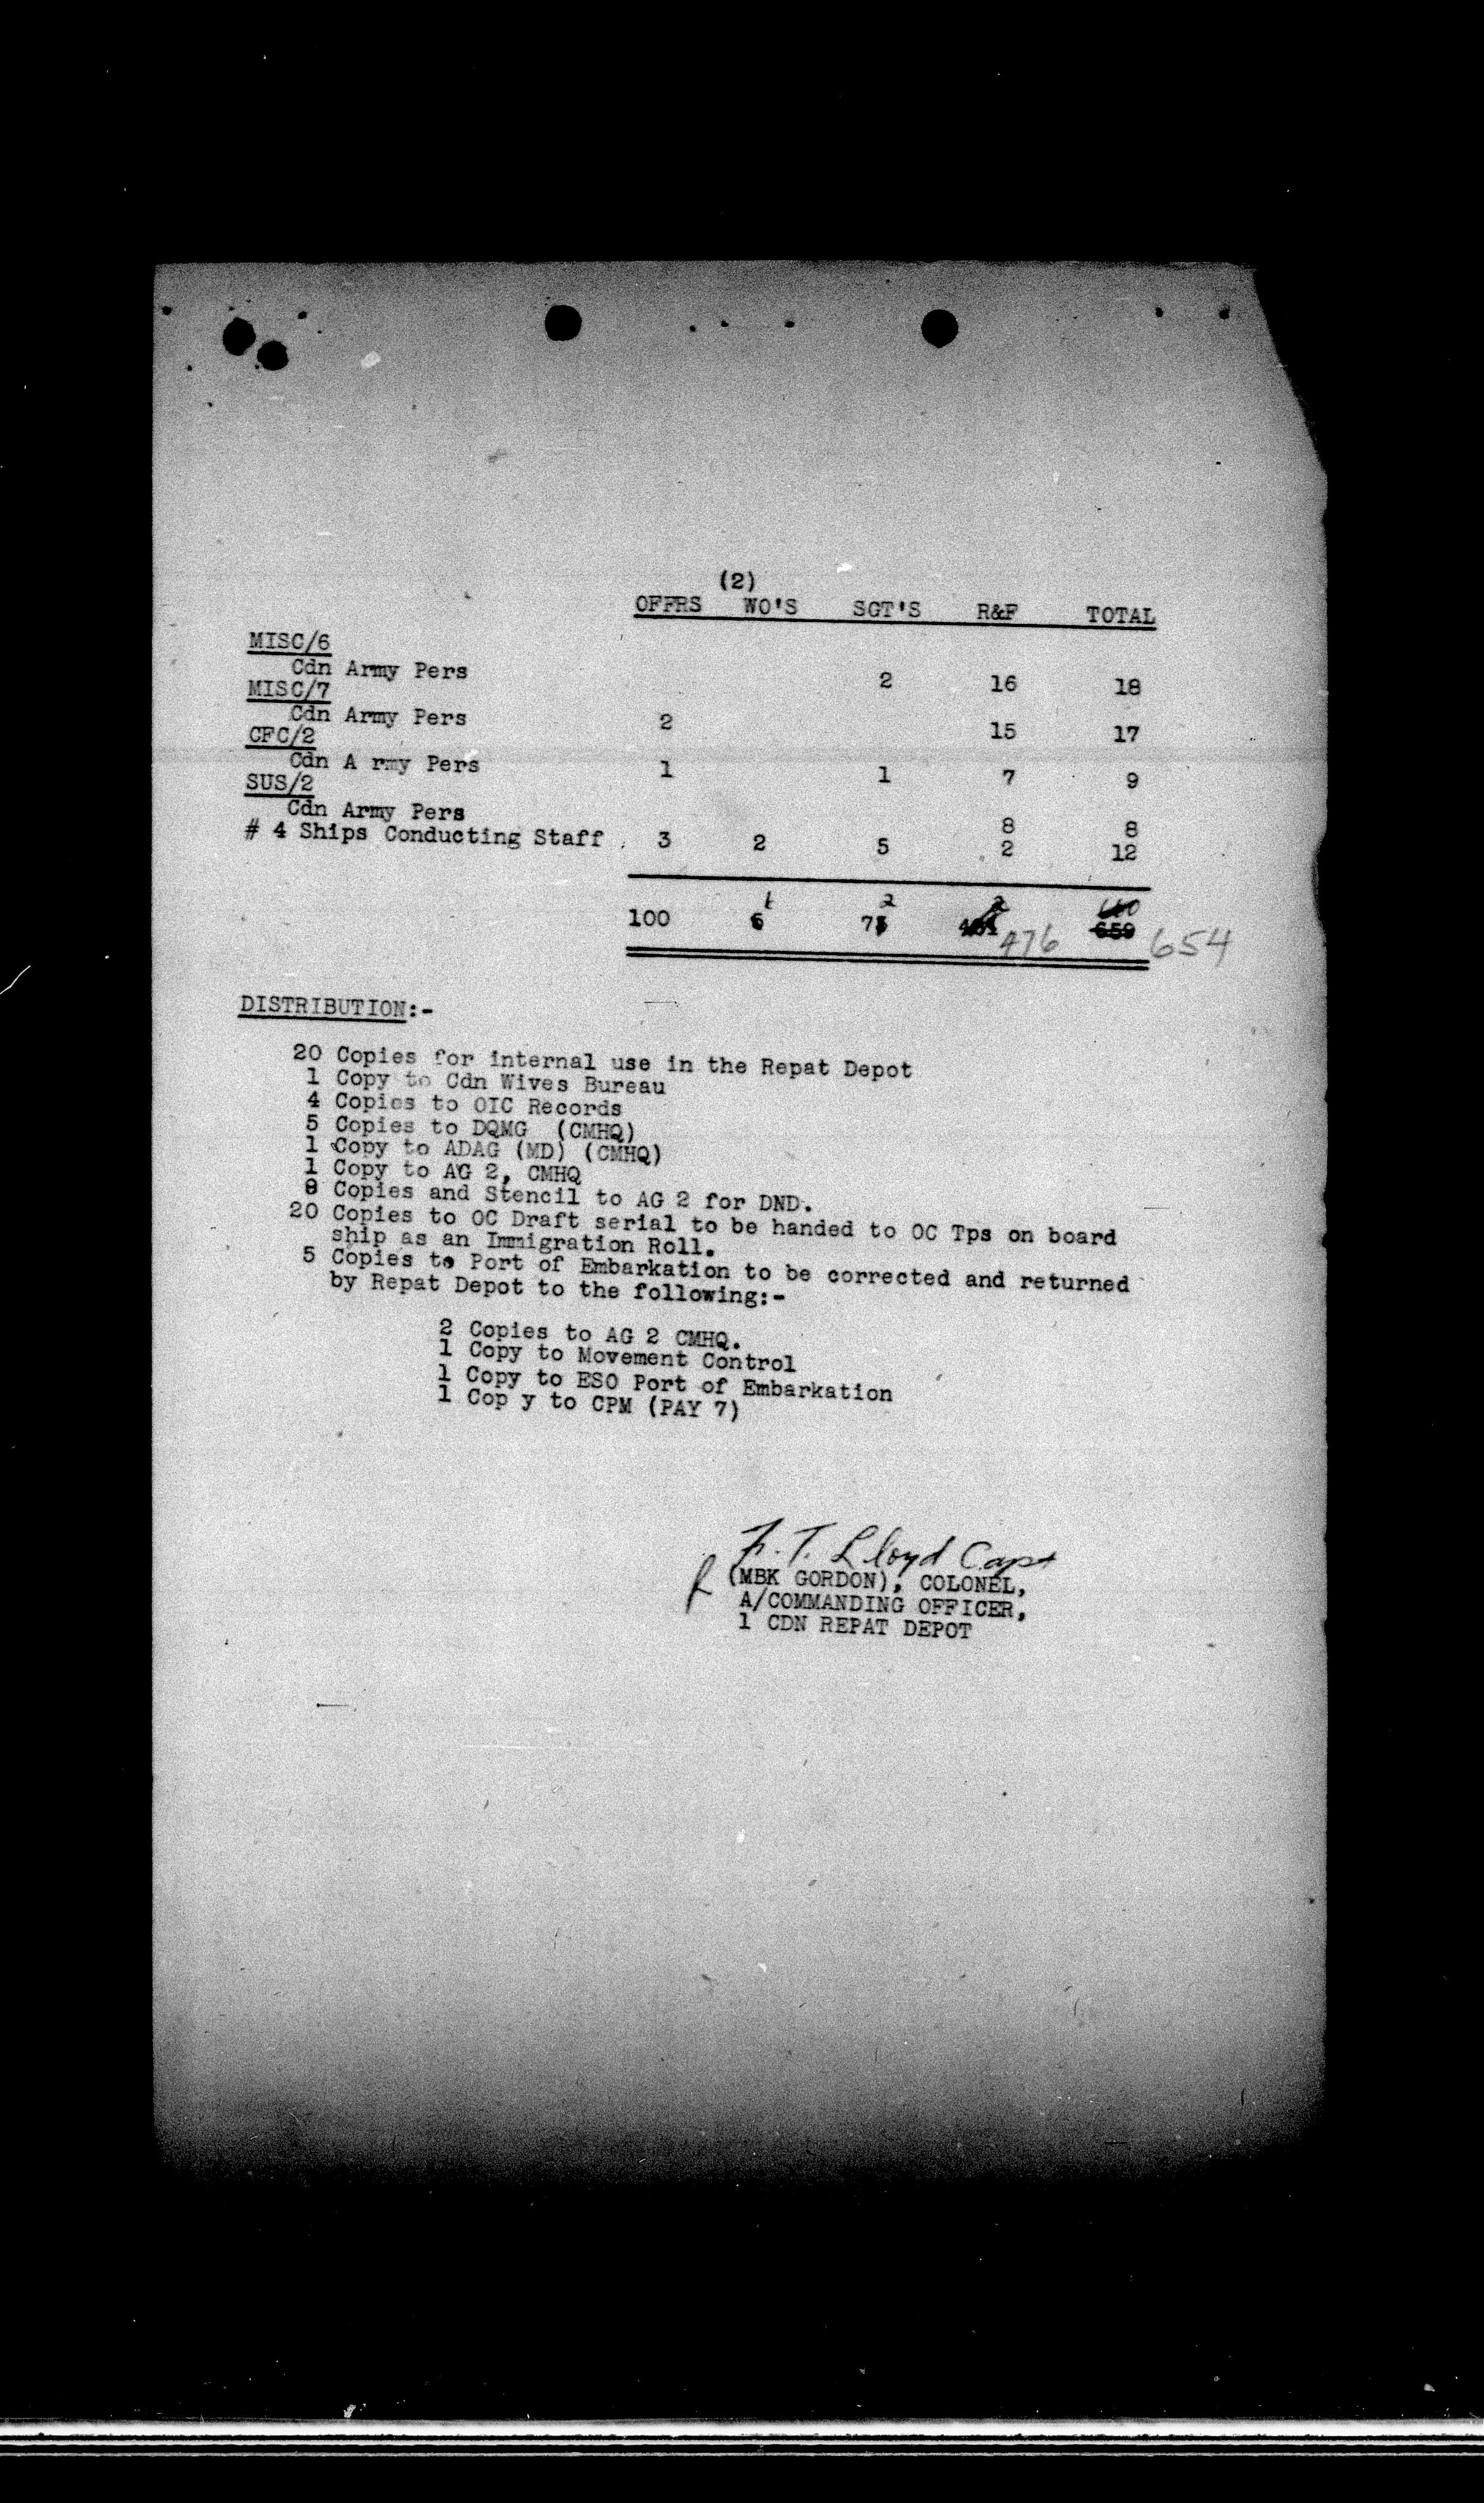 (2)
OFFRS WO'S SGT'S R&F TOTAL
MISC/6
Cdn Army Pers 2 16 18
MISC/7
Cdn Army Pers 2 15 17
CFC/2
Cdn A rmy Pers 1 1 7 9
SUS/2
Cdn Army Pers 8 8
# 4 Ships Conducting Staff 3 2 5 2 12
2 2
100 6 7 476 659 654
DISTRIBUTION:-
20 Copies for internal use in the Repat Depot
1 Copy to Cdn Wives Bureau
4 Copies to OIC Records
5 Copies to DQMG (CMHQ)
1 Copy to ADAG (MD) (CMHQ)
1 Copy to AG 2, CMHQ
8 Copies and Stencil to AG 2 for DND.
20 Copies to OC Draft serial to be handed to OC Tps on board
ship as an Immigration Roll.
5 Copies to Port of Embarkation to be corrected and returned
by Repat Depot to the following:-
2 Copies to AG 2 CMHQ.
1 Copy to Movement Control
1 Copy to ESO Port of Embarkation
1 Cop y to CPM (PAY 7)
F. T. Lloyd Capt
(MBK GORDON), COLONEL,
A/COMMANDING OFFICER,
1 CDN REPAT DEPOT